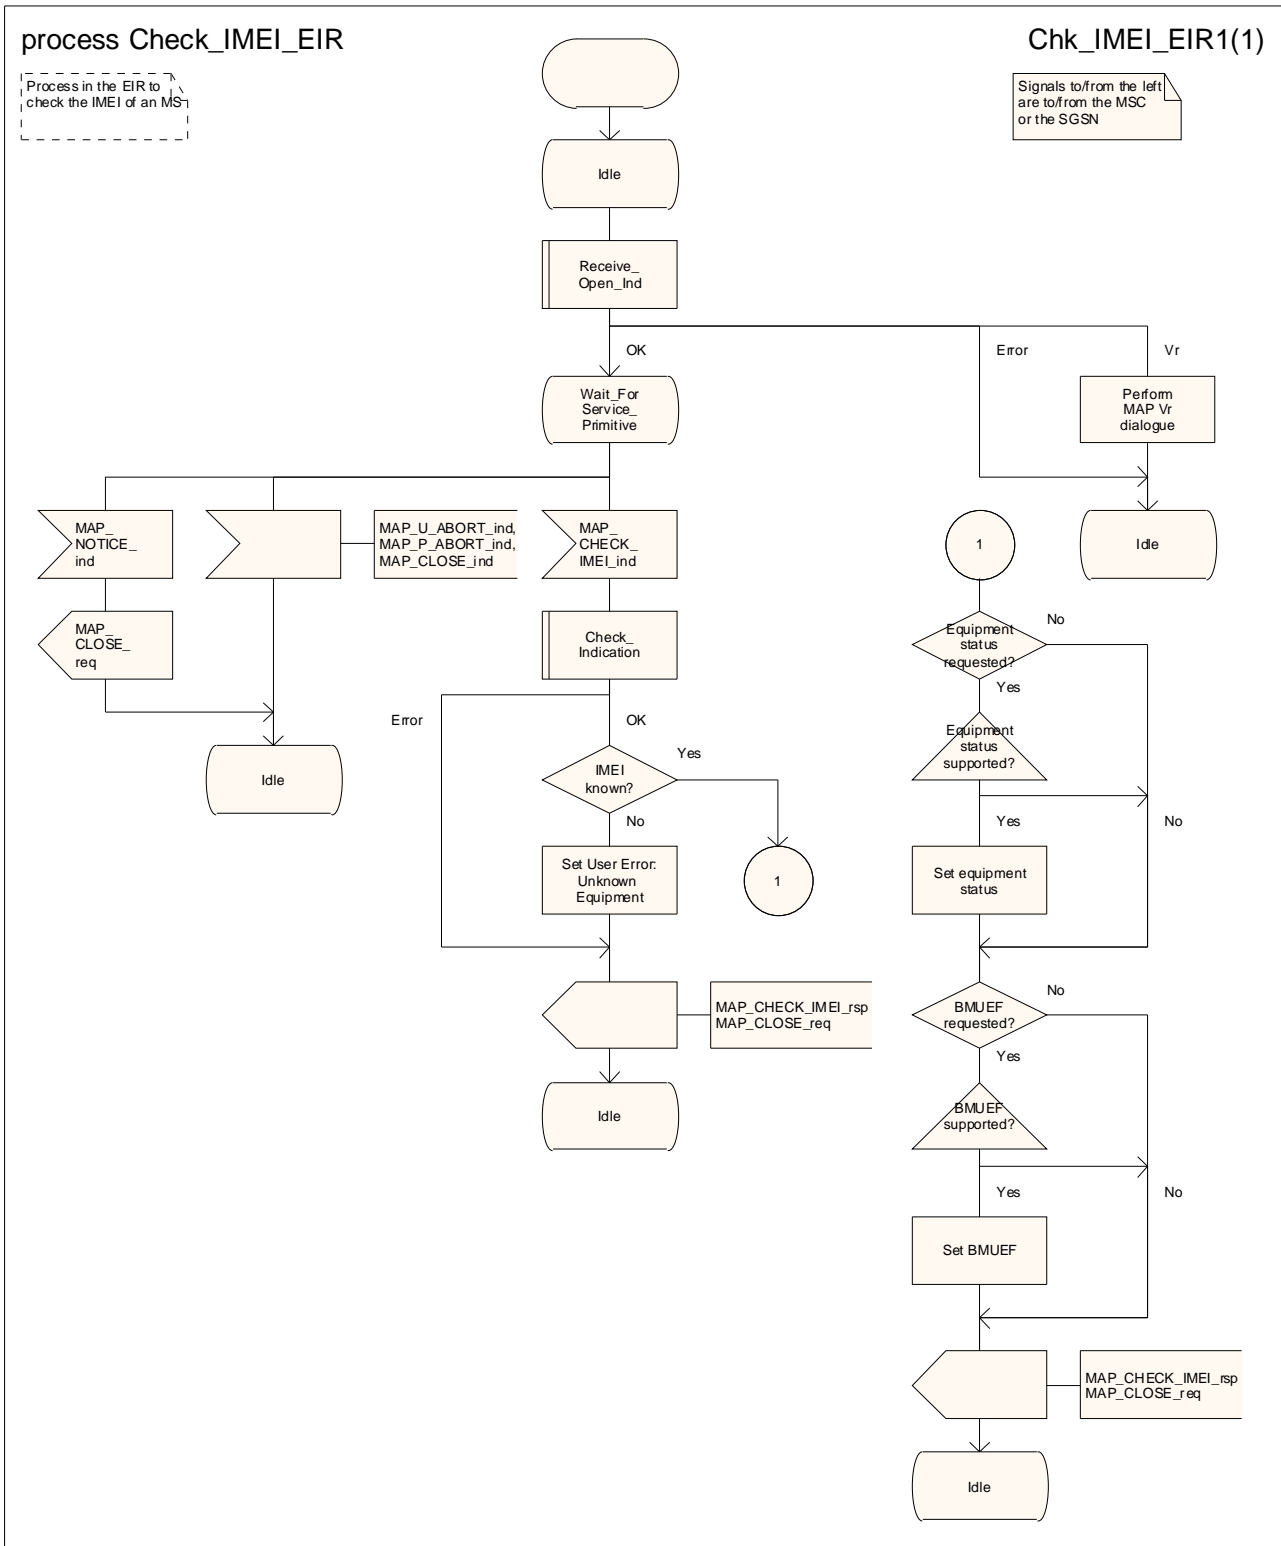 process Check_IMEI_EIR
Chk_IMEI_EIR1(1)
Process in the EIR to
check the IMEI of an MS
Signals to/from the left
are to/from the MSC
or the SGSN
Idle
Receive_
Open_Ind
OK
Error
Vr
Wait_For
Service_
Primitive
Perform
MAP Vr
dialogue
MAP_
NOTICE_
ind
MAP_U_ABORT_ind,
MAP_P_ABORT_ind,
MAP_CLOSE_ind
MAP_
CHECK_
IMEI_ind
1
Idle
MAP_
CLOSE_
req
Check_
Indication
Equipment
status
requested?
No
Yes
Error
OK
Idle
IMEI
known?
Yes
No
Equipment
status
supported?
Yes
No
Set User Error:
Unknown
Equipment
1
Set equipment
status
MAP_CHECK_IMEI_rsp
MAP_CLOSE_req
BMUEF
requested?
No
Yes
Idle
BMUEF
supported?
Yes
No
Set BMUEF
MAP_CHECK_IMEI_rsp
MAP_CLOSE_req
Idle